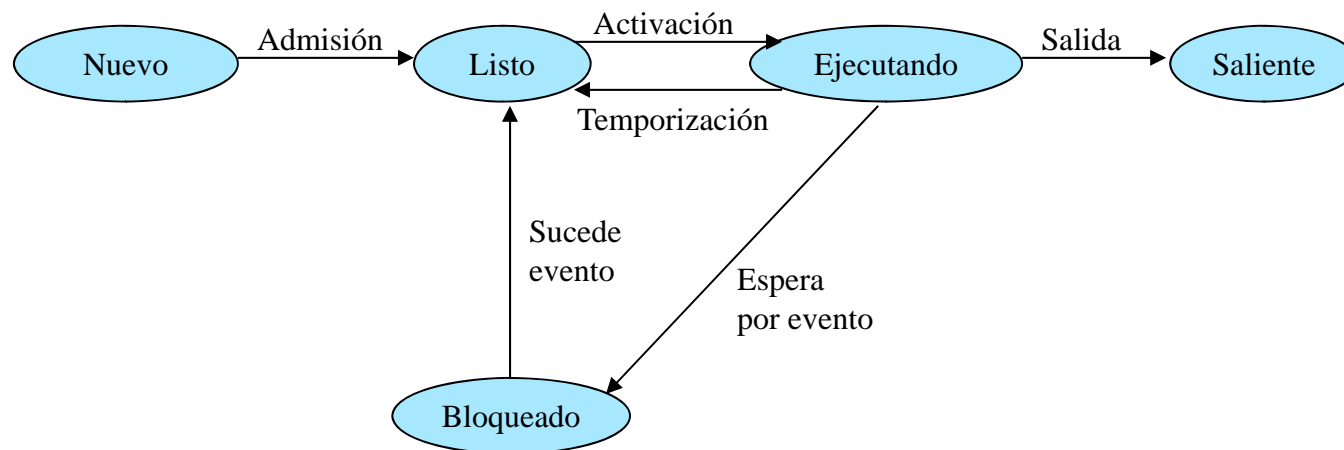 Admisión
Activación
Salida
Nuevo
Listo
Ejecutando
Saliente
Temporización
Sucede
evento
Espera
por evento
Bloqueado